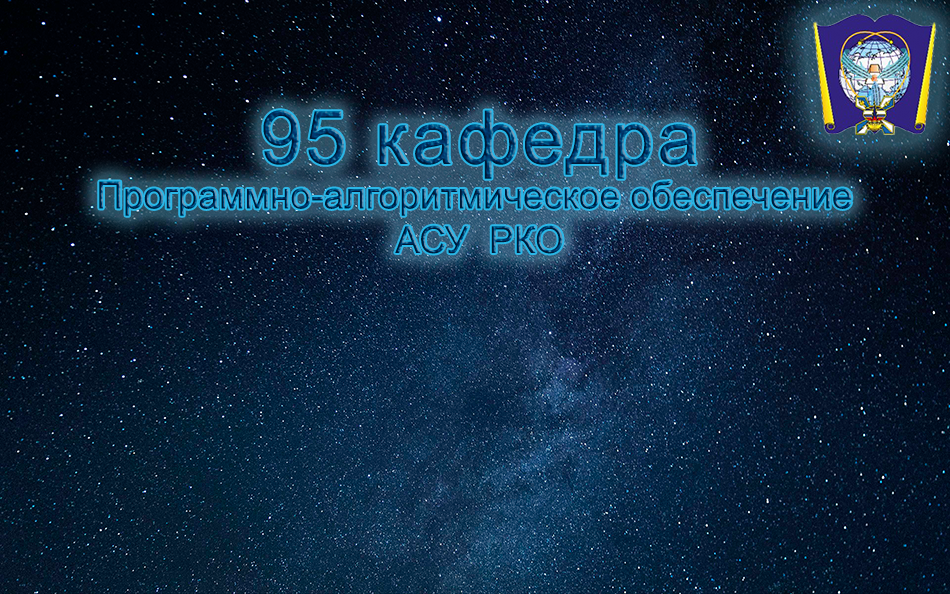 95 кафедра
Программно-алгоритмическое обеспечение
АСУ РКО